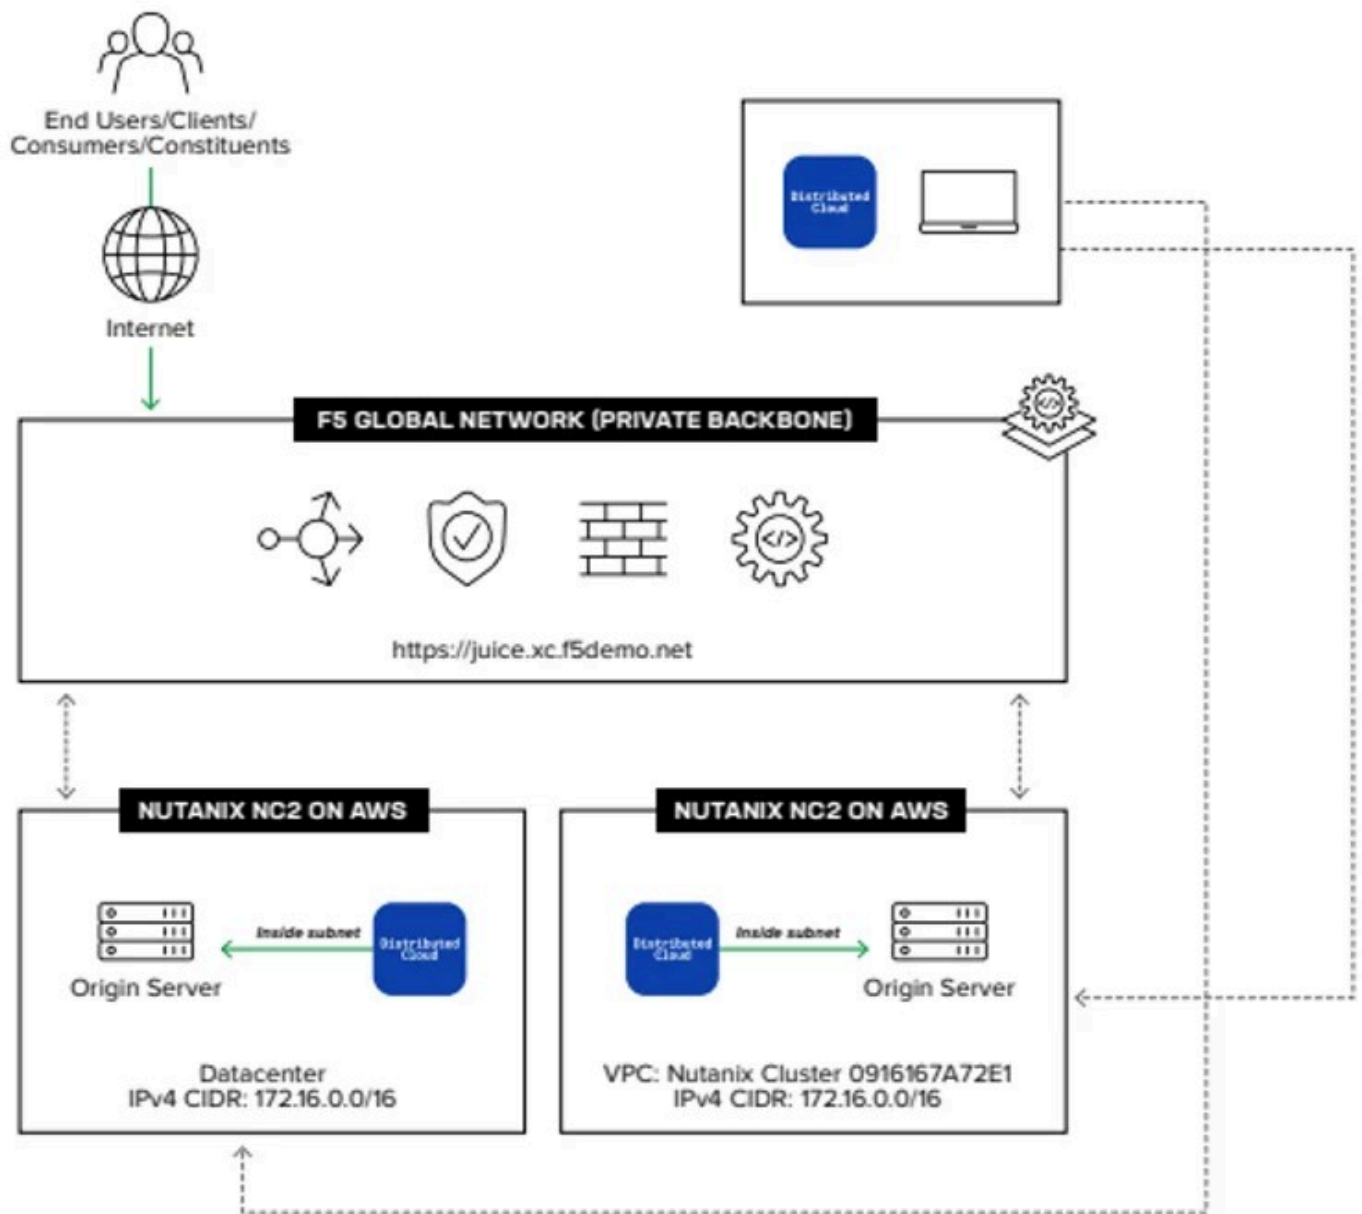 End Users/Clients/
Consumers/Constituents
Internet
Distributed
Cloud
F5 GLOBAL NETWORK (PRIVATE BACKBONE)
</>
</>
https://juice.xc.f5demo.net
NUTANIX NC2 ON AWS
Inside subnet
Distributed
Cloud
Origin Server
Datacenter
IPv4 CIDR: 172.16.0.0/16
NUTANIX NC2 ON AWS
Distributed
Cloud
Inside subnet
Origin Server
VPC: Nutanix Cluster 0916167A72E1
IPv4 CIDR: 172.16.0.0/16